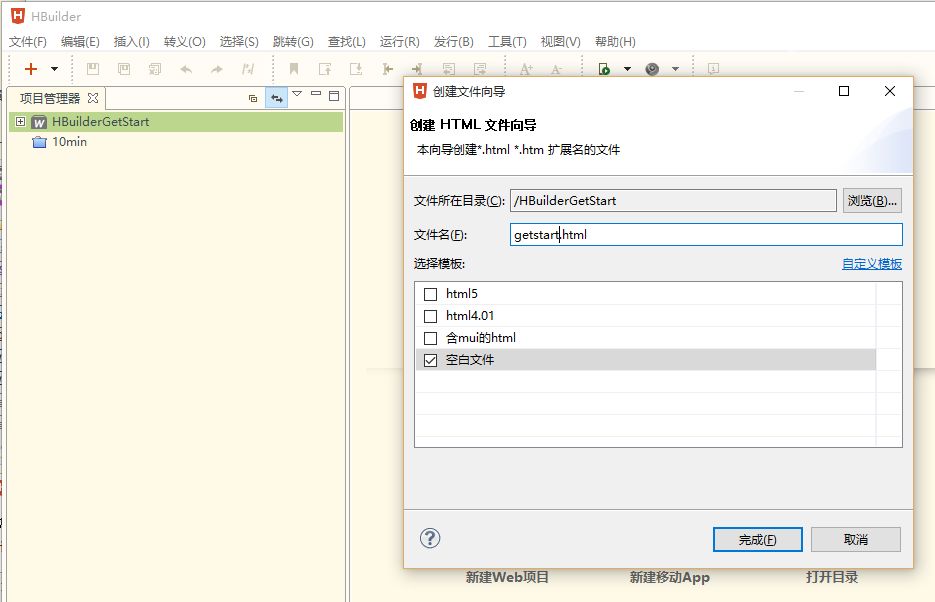 HBuilder
文件(F) 编辑(E) 插入(I) 转义(O) 选择(S) 跳转(G) 查找(L) 运行(R) 发行(B) 工具(T) 视图(V) 帮助(H)
项目管理器
HBuilderGetStart
10min
创建文件向导
创建 HTML 文件向导
本向导创建*.html *.htm 扩展名的文件
文件所在目录(C): /HBuilderGetStart 浏览(B)...
文件名(F): getstart.html
选择模板: 自定义模板
html5
html4.01
含mui的html
空白文件
完成(F) 取消
新建Web项目 新建移动App 打开目录